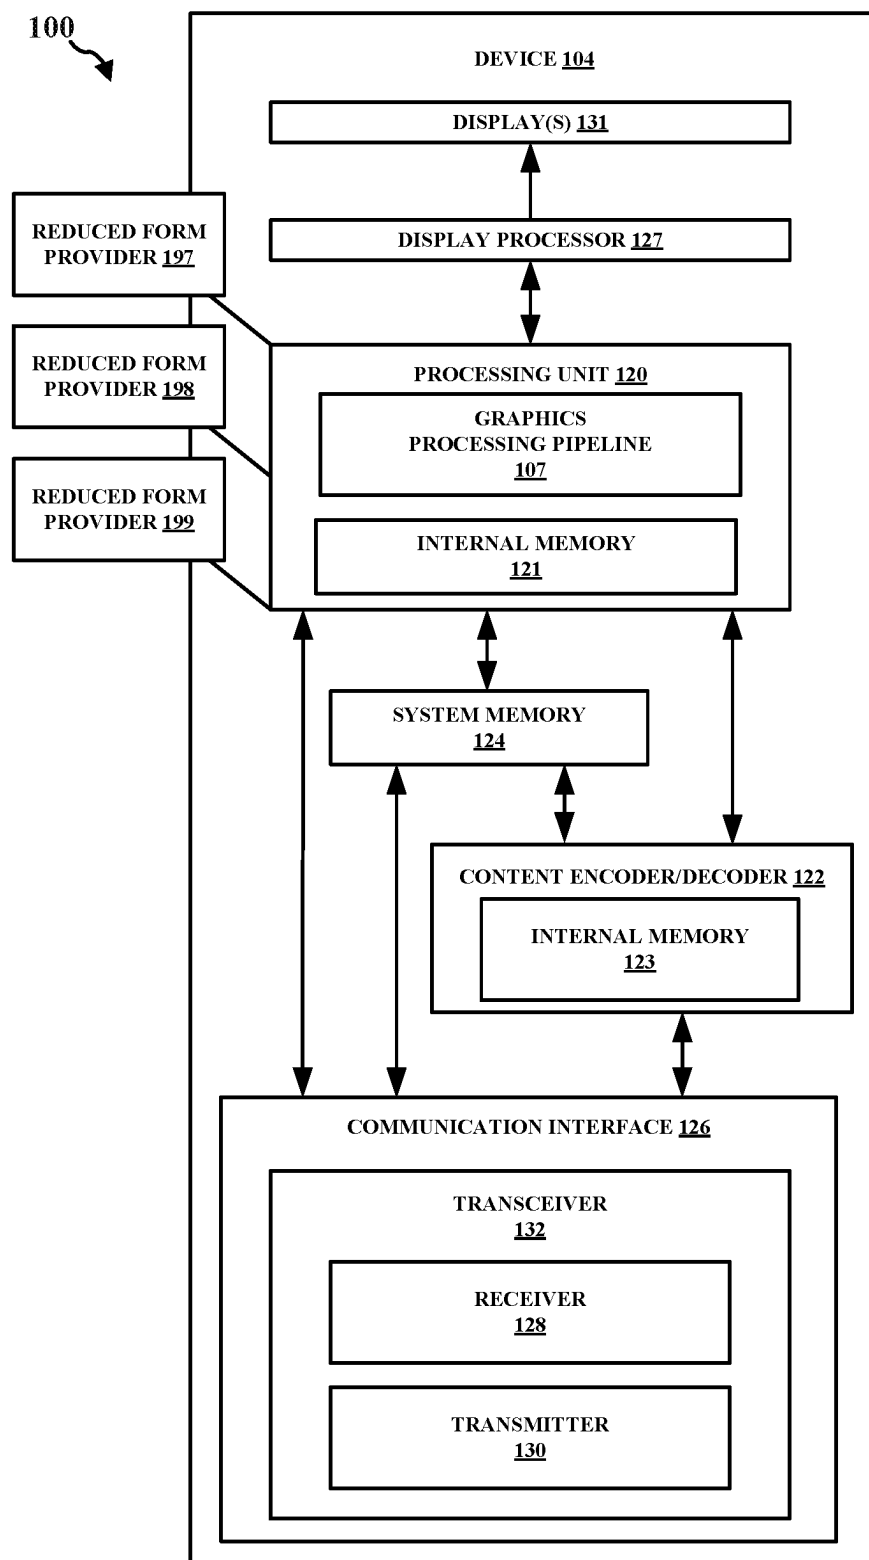 100
DEVICE 104
DISPLAY(S) 131
DISPLAY PROCESSOR 127
REDUCED FORM
PROVIDER 197
REDUCED FORM
PROVIDER 198
REDUCED FORM
PROVIDER 199
PROCESSING UNIT 120
GRAPHICS
PROCESSING PIPELINE
107
INTERNAL MEMORY
121
SYSTEM MEMORY
124
CONTENT ENCODER/DECODER 122
INTERNAL MEMORY
123
COMMUNICATION INTERFACE 126
TRANSCEIVER
132
RECEIVER
128
TRANSMITTER
130